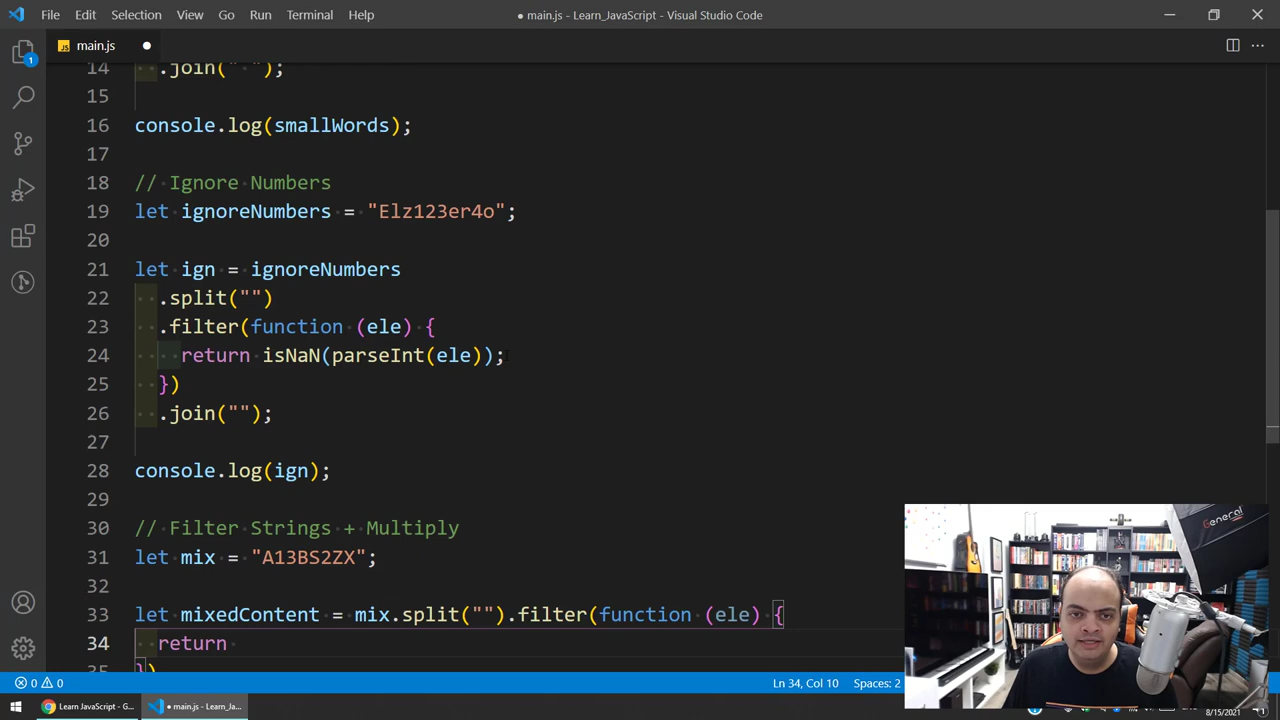 File Edit Selection View Go Run Terminal Help
● main.js - Learn_JavaScript - Visual Studio Code
JS main.js ●
1
14 .join(" ");
15
16 console.log(smallWords);
17
18 // Ignore Numbers
19 let ignoreNumbers = "Elz123er4o";
20
21 let ign = ignoreNumbers
22 .split("")
23 .filter(function (ele) {
24 return isNaN(parseInt(ele));
25 })
26 .join("");
27
28 console.log(ign);
29
30 // Filter Strings + Multiply
31 let mix = "A13BS2ZX";
32
33 let mixedContent = mix.split("").filter(function (ele) {
34 return
35 })
General
0 0
Ln 34, Col 10 Spaces: 2
Learn JavaScript - G...
● main.js - Learn_Ja...
8/15/2021